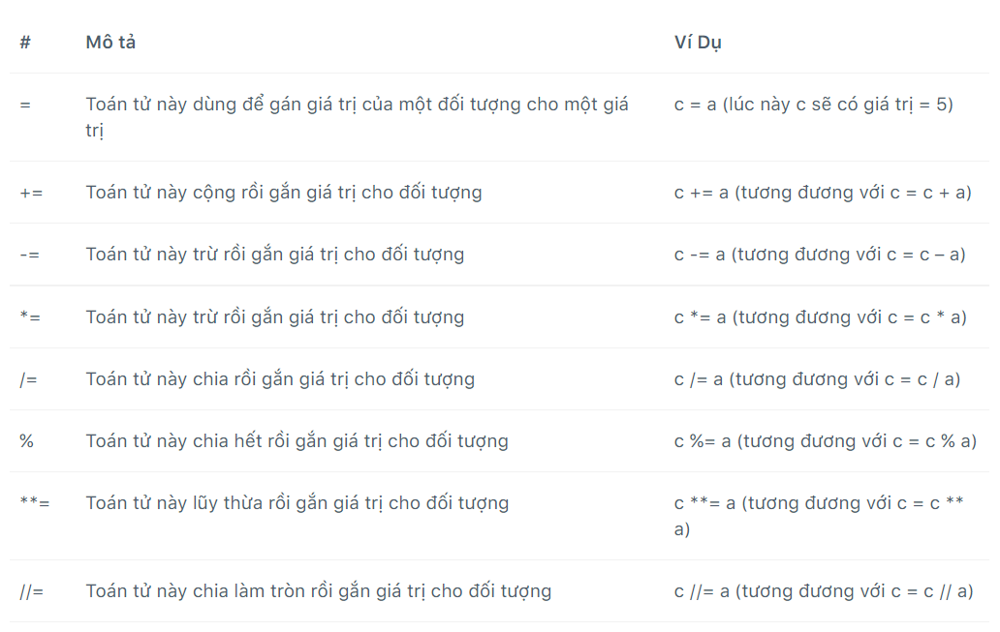 # Mô tả Ví Dụ
= Toán tử này dùng để gán giá trị của một đối tượng cho một giá c = a (lúc này c sẽ có giá trị = 5)
trị
+= Toán tử này cộng rồi gắn giá trị cho đối tượng c += a (tương đương với c = c + a)
-= Toán tử này trừ rồi gắn giá trị cho đối tượng c -= a (tương đương với c = c – a)
*= Toán tử này trừ rồi gắn giá trị cho đối tượng c *= a (tương đương với c = c * a)
/= Toán tử này chia rồi gắn giá trị cho đối tượng c /= a (tương đương với c = c / a)
% Toán tử này chia hết rồi gắn giá trị cho đối tượng c %= a (tương đương với c = c % a)
**= Toán tử này lũy thừa rồi gắn giá trị cho đối tượng c **= a (tương đương với c = c **
a)
//= Toán tử này chia làm tròn rồi gắn giá trị cho đối tượng c //= a (tương đương với c = c // a)